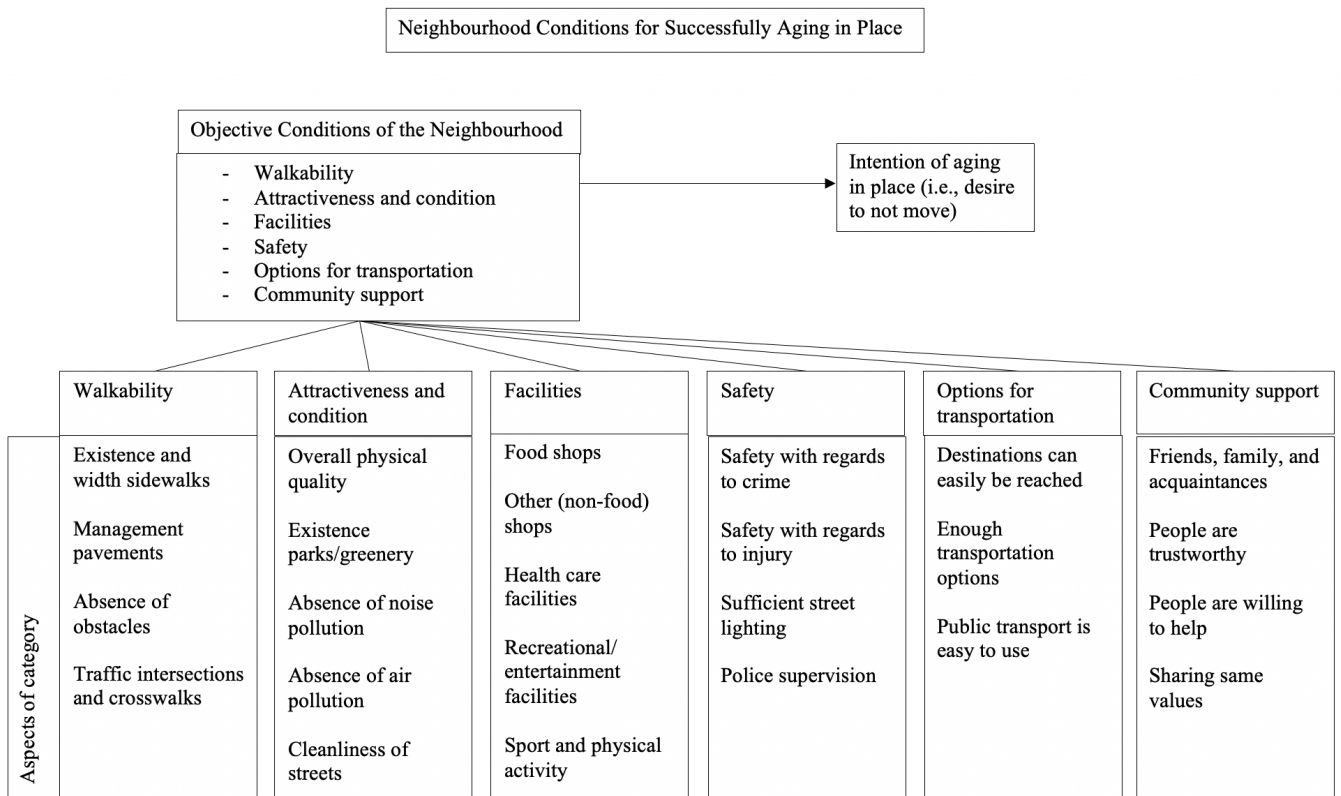 Neighbourhood Conditions for Successfully Aging in Place
Objective Conditions of the Neighbourhood
- Walkability
- Attractiveness and condition
- Facilities
- Safety
- Options for transportation
- Community support
Intention of aging
in place (i.e., desire
to not move)
Walkability
Existence and
width sidewalks
Management
pavements
Absence of
obstacles
Traffic intersections
and crosswalks
Attractiveness and
condition
Overall physical
quality
Existence
parks/greenery
Absence of noise
pollution
Absence of air
pollution
Cleanliness of
streets
Facilities
Food shops
Other (non-food)
shops
Health care
facilities
Recreational/
entertainment
facilities
Sport and physical
activity
Safety
Safety with regards
to crime
Safety with regards
to injury
Sufficient street
lighting
Police supervision
Options for
transportation
Destinations can
easily be reached
Enough
transportation
options
Public transport is
easy to use
Community support
Friends, family, and
acquaintances
People are
trustworthy
People are willing
to help
Sharing same
values
Aspects of category